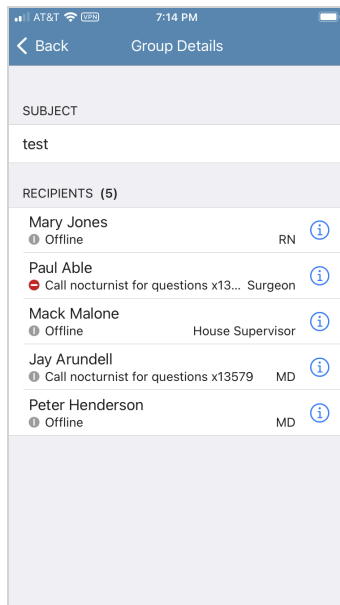 AT&T VPN 7:14 PM
Back Group Details
SUBJECT
test
RECIPIENTS (5)
Mary Jones
Offline RN
Paul Able
Call nocturnist for questions x13... Surgeon
Mack Malone
Offline House Supervisor
Jay Arundell
Call nocturnist for questions x13579 MD
Peter Henderson
Offline MD